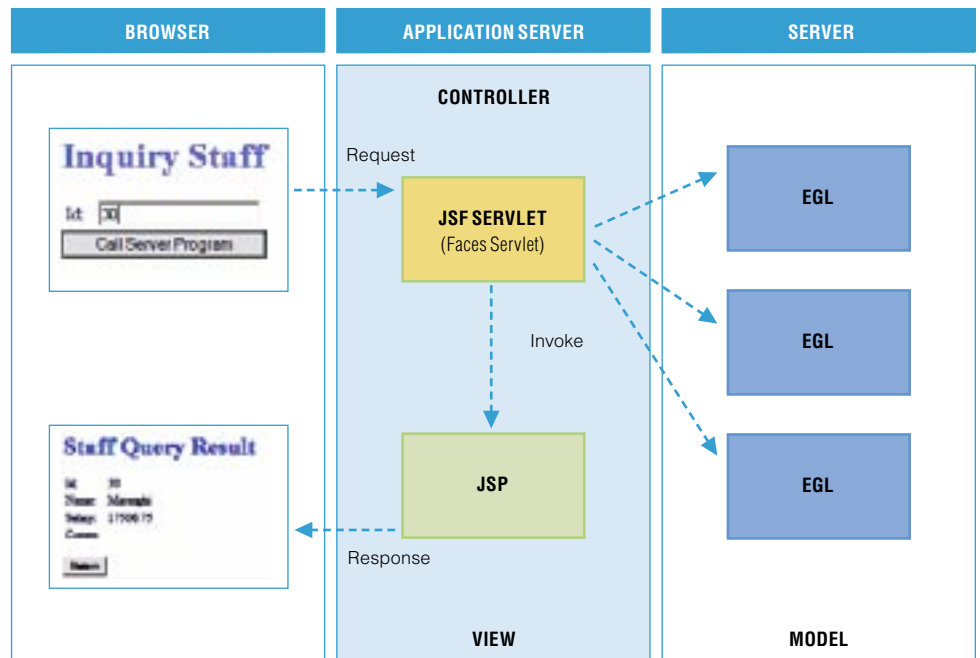 BROWSER
APPLICATION SERVER
SERVER
CONTROLLER
Inquiry Staff
Id: 30
Call Server Program
Request
JSF SERVLET
(Faces Servlet)
EGL
EGL
Invoke
Staff Query Result
Id: 30
Name:
Salary:
JSP
EGL
Response
VIEW
MODEL